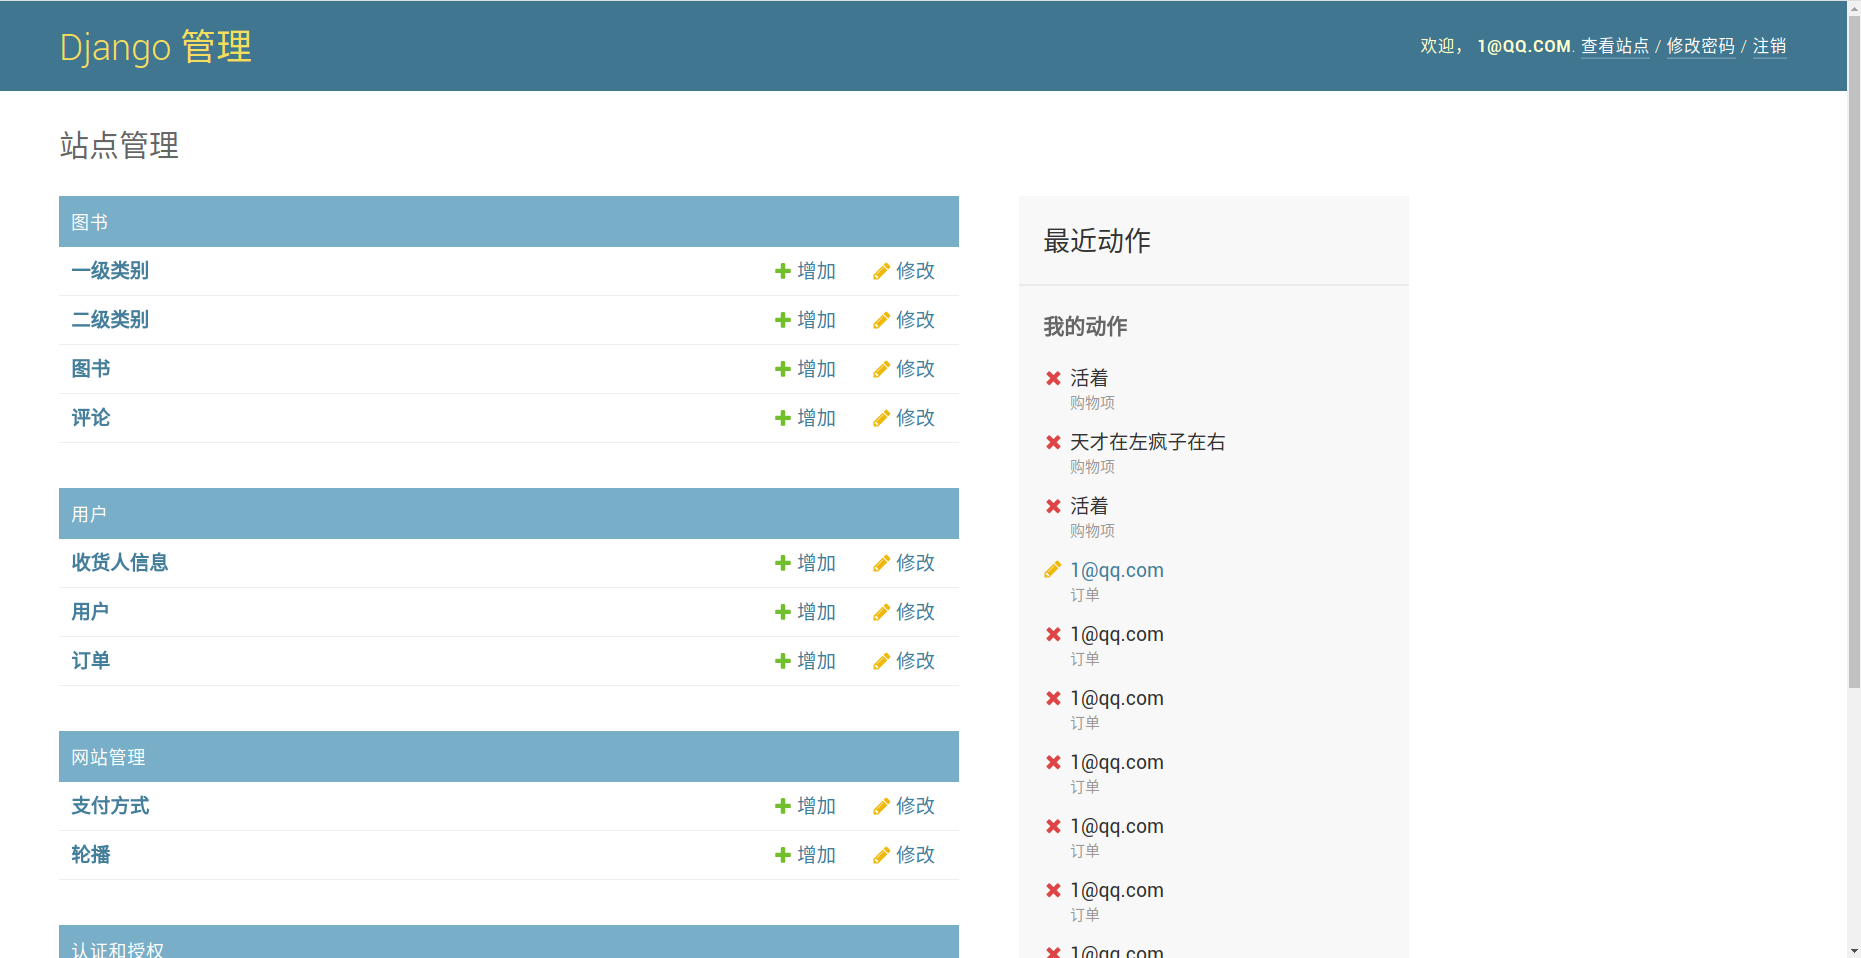 Django 管理
欢迎， 1@QQ.COM. 查看站点 / 修改密码 / 注销
站点管理
图书
一级类别 增加 修改
二级类别 增加 修改
图书 增加 修改
评论 增加 修改
用户
收货人信息 增加 修改
用户 增加 修改
订单 增加 修改
网站管理
支付方式 增加 修改
轮播 增加 修改
认证和授权
最近动作
我的动作
活着
购物项
天才在左疯子在右
购物项
活着
购物项
1@qq.com
订单
1@qq.com
订单
1@qq.com
订单
1@qq.com
订单
1@qq.com
订单
1@qq.com
订单
1@qq.com